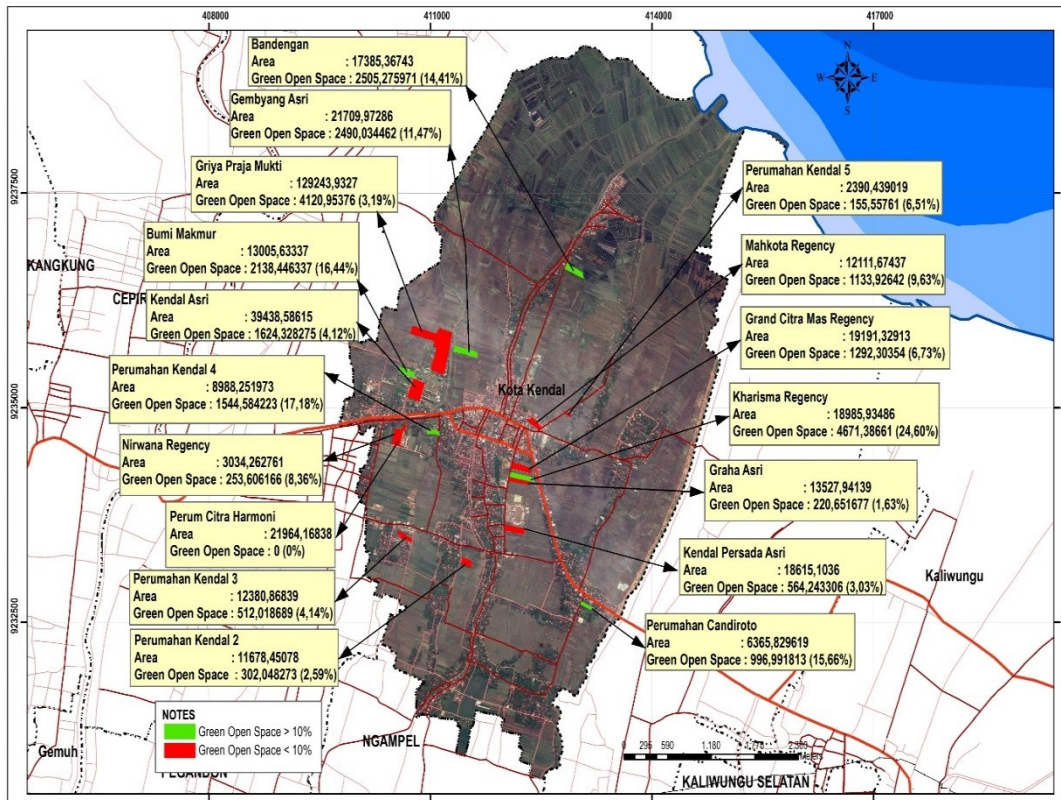 408000
411000
414000
417000
9237500
9235000
9232500
N
W
E
S
Bandengan
Area : 17385,36743
Green Open Space : 2505,275971 (14,41%)
Gembyang Asri
Area : 21709,97286
Green Open Space : 2490,034462 (11,47%)
Griya Praja Mukti
Area : 129243,9327
Green Open Space : 4120,95376 (3,19%)
Bumi Makmur
Area : 13005,63337
Green Open Space : 2138,446337 (16,44%)
Kendal Asri
Area : 39438,58615
Green Open Space : 1624,328275 (4,12%)
Perumahan Kendal 4
Area : 8988,251973
Green Open Space : 1544,584223 (17,18%)
Nirwana Regency
Area : 3034,262761
Green Open Space : 253,606166 (8,36%)
Perum Citra Harmoni
Area : 21964,16838
Green Open Space : 0 (0%)
Perumahan Kendal 3
Area : 12380,86839
Green Open Space : 512,018689 (4,14%)
Perumahan Kendal 2
Area : 11678,45078
Green Open Space : 302,048273 (2,59%)
Perumahan Kendal 5
Area : 2390,439019
Green Open Space : 155,55761 (6,51%)
Mahkota Regency
Area : 12111,67437
Green Open Space : 1133,92642 (9,63%)
Grand Citra Mas Regency
Area : 19191,32913
Green Open Space : 1292,30354 (6,73%)
Kharisma Regency
Area : 18985,93486
Green Open Space : 4671,38661 (24,60%)
Graha Asri
Area : 13527,94139
Green Open Space : 220,651677 (1,63%)
Kendal Persada Asri
Area : 18615,1036
Green Open Space : 564,243306 (3,03%)
Perumahan Candiroto
Area : 6365,829619
Green Open Space : 996,991813 (15,66%)
KANGKUNG
CEPIR
Kota Kendal
Kaliwungu
NGAMPEL
Gemuh
KALIWUNGU SELATAN
NOTES
Green Open Space > 10%
Green Open Space < 10%
0 295 590 1.180